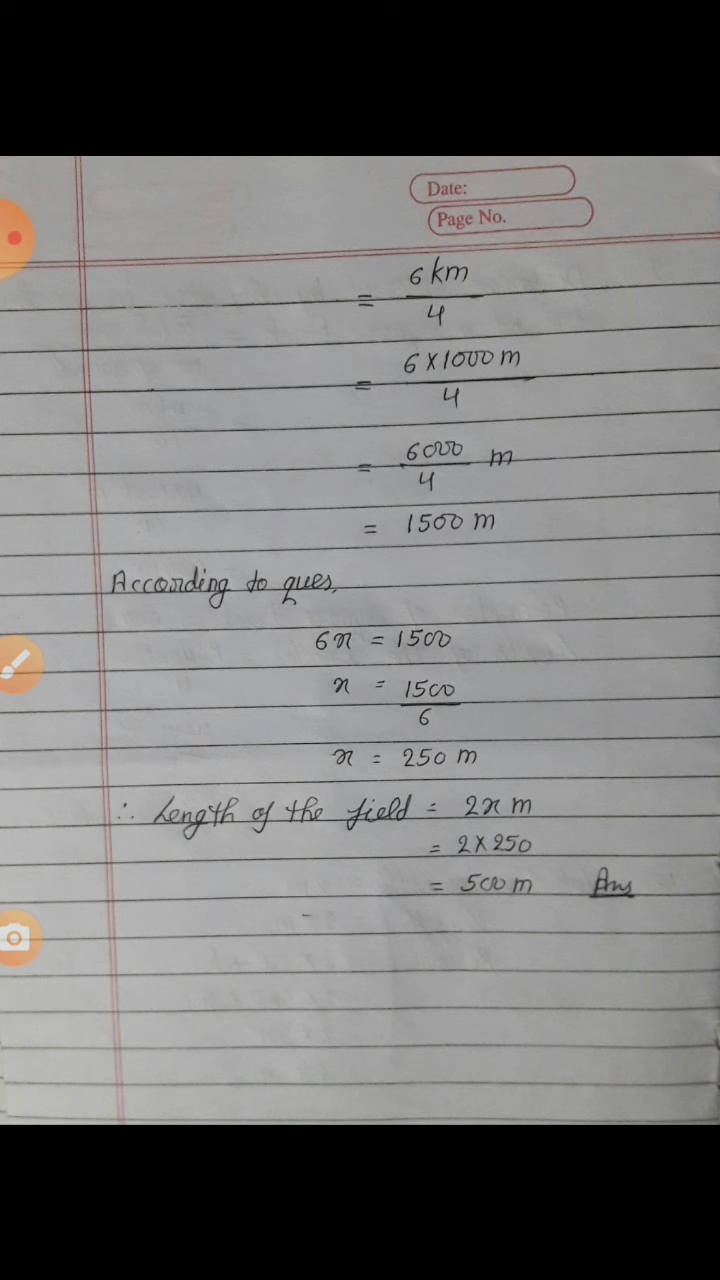 Date:
Page No.
= 6 km / 4
= 6 × 1000 m / 4
= 6000 / 4 m
= 1500 m
According to ques,
6x = 1500
x = 1500 / 6
x = 250 m
∴ Length of the field = 2x m
= 2 × 250
= 500 m Ans